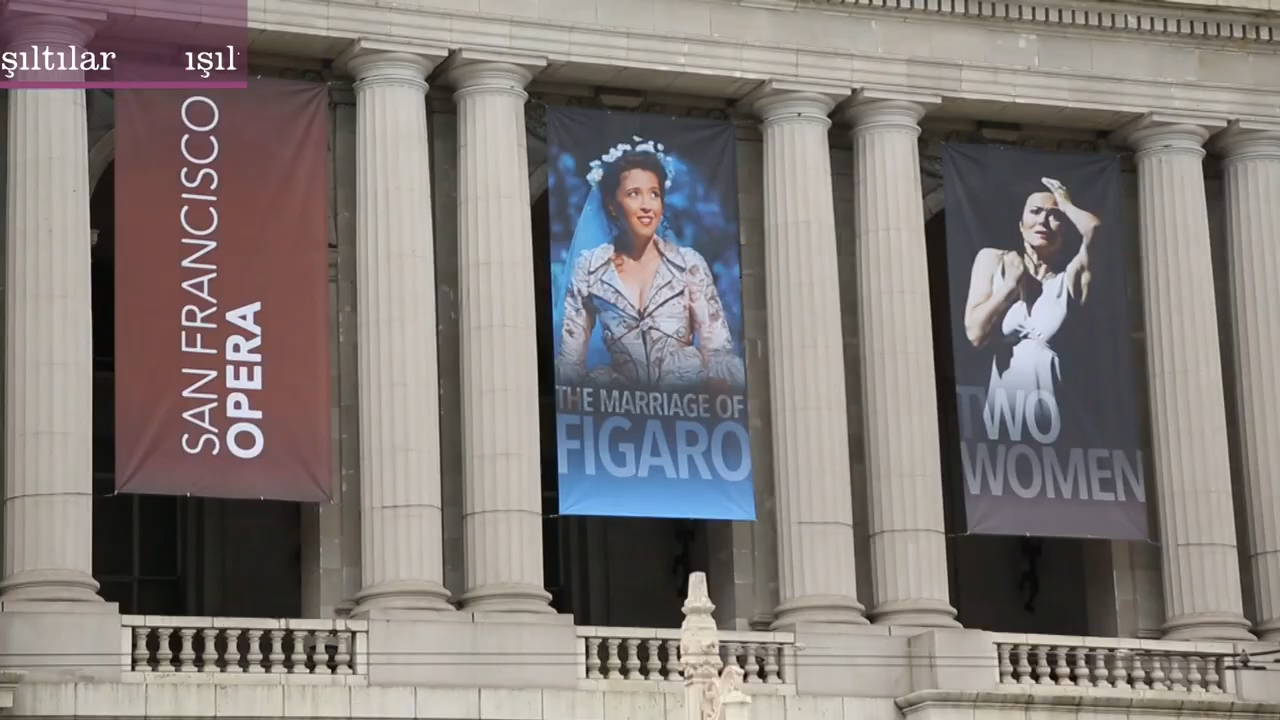 şıltılar ışıl
SAN FRANCISCO
OPERA
THE MARRIAGE OF
FIGARO
TWO
WOMEN